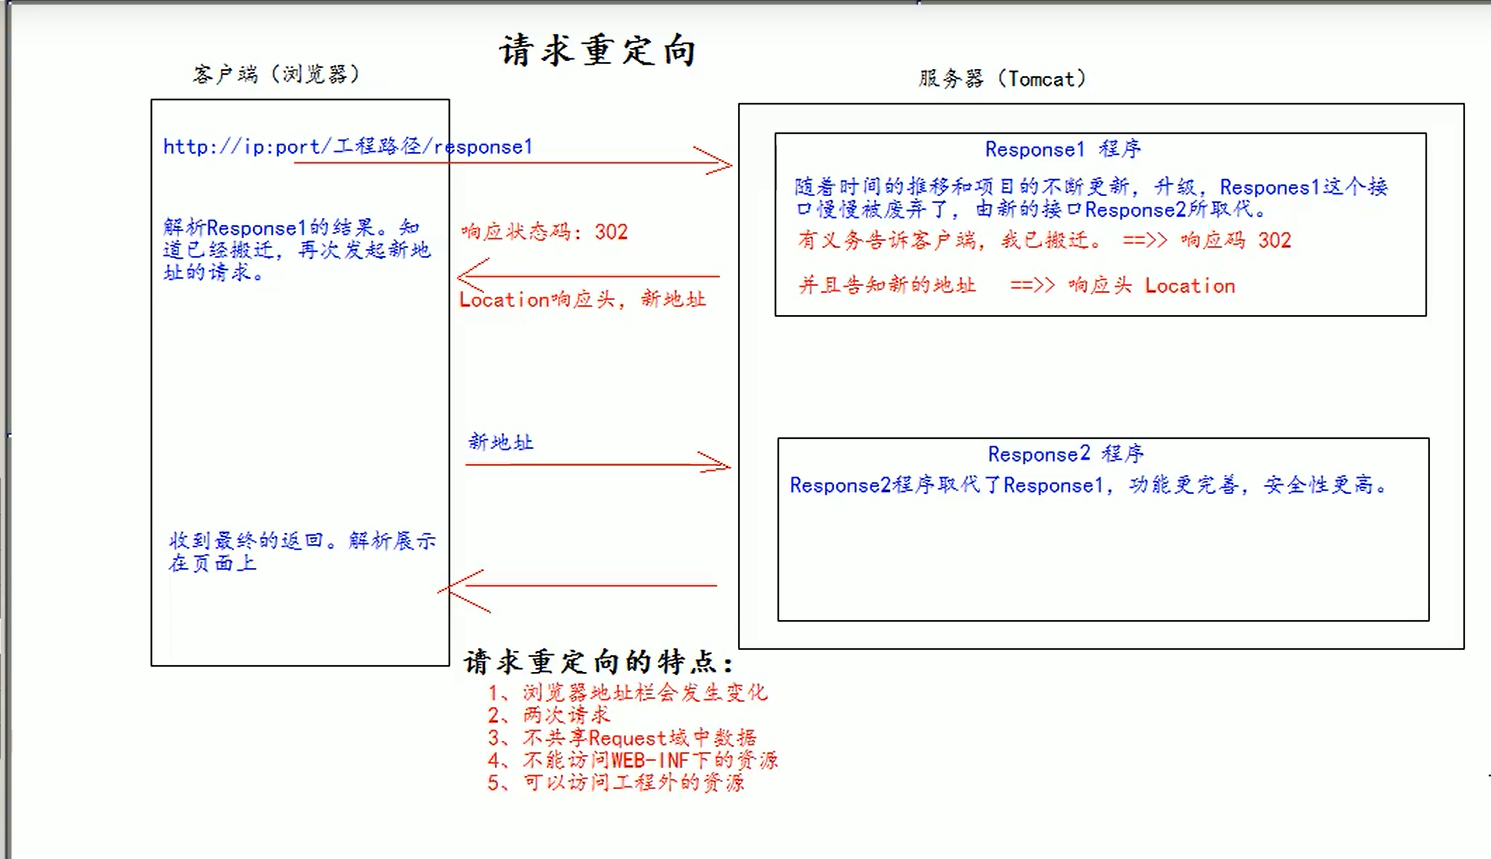 请求重定向
客户端（浏览器）
服务器（Tomcat）
http://ip:port/工程路径/response1
解析Response1的结果。知
道已经搬迁，再次发起新地
址的请求。
响应状态码：302
Location响应头，新地址
Response1 程序
随着时间的推移和项目的不断更新，升级，Respones1这个接
口慢慢被废弃了，由新的接口Response2所取代。
有义务告诉客户端，我已搬迁。 ==>> 响应码 302
并且告知新的地址 ==>> 响应头 Location
新地址
Response2 程序
Response2程序取代了Response1，功能更完善，安全性更高。
收到最终的返回。解析展示
在页面上
请求重定向的特点：
1、浏览器地址栏会发生变化
2、两次请求
3、不共享Request域中数据
4、不能访问WEB-INF下的资源
5、可以访问工程外的资源